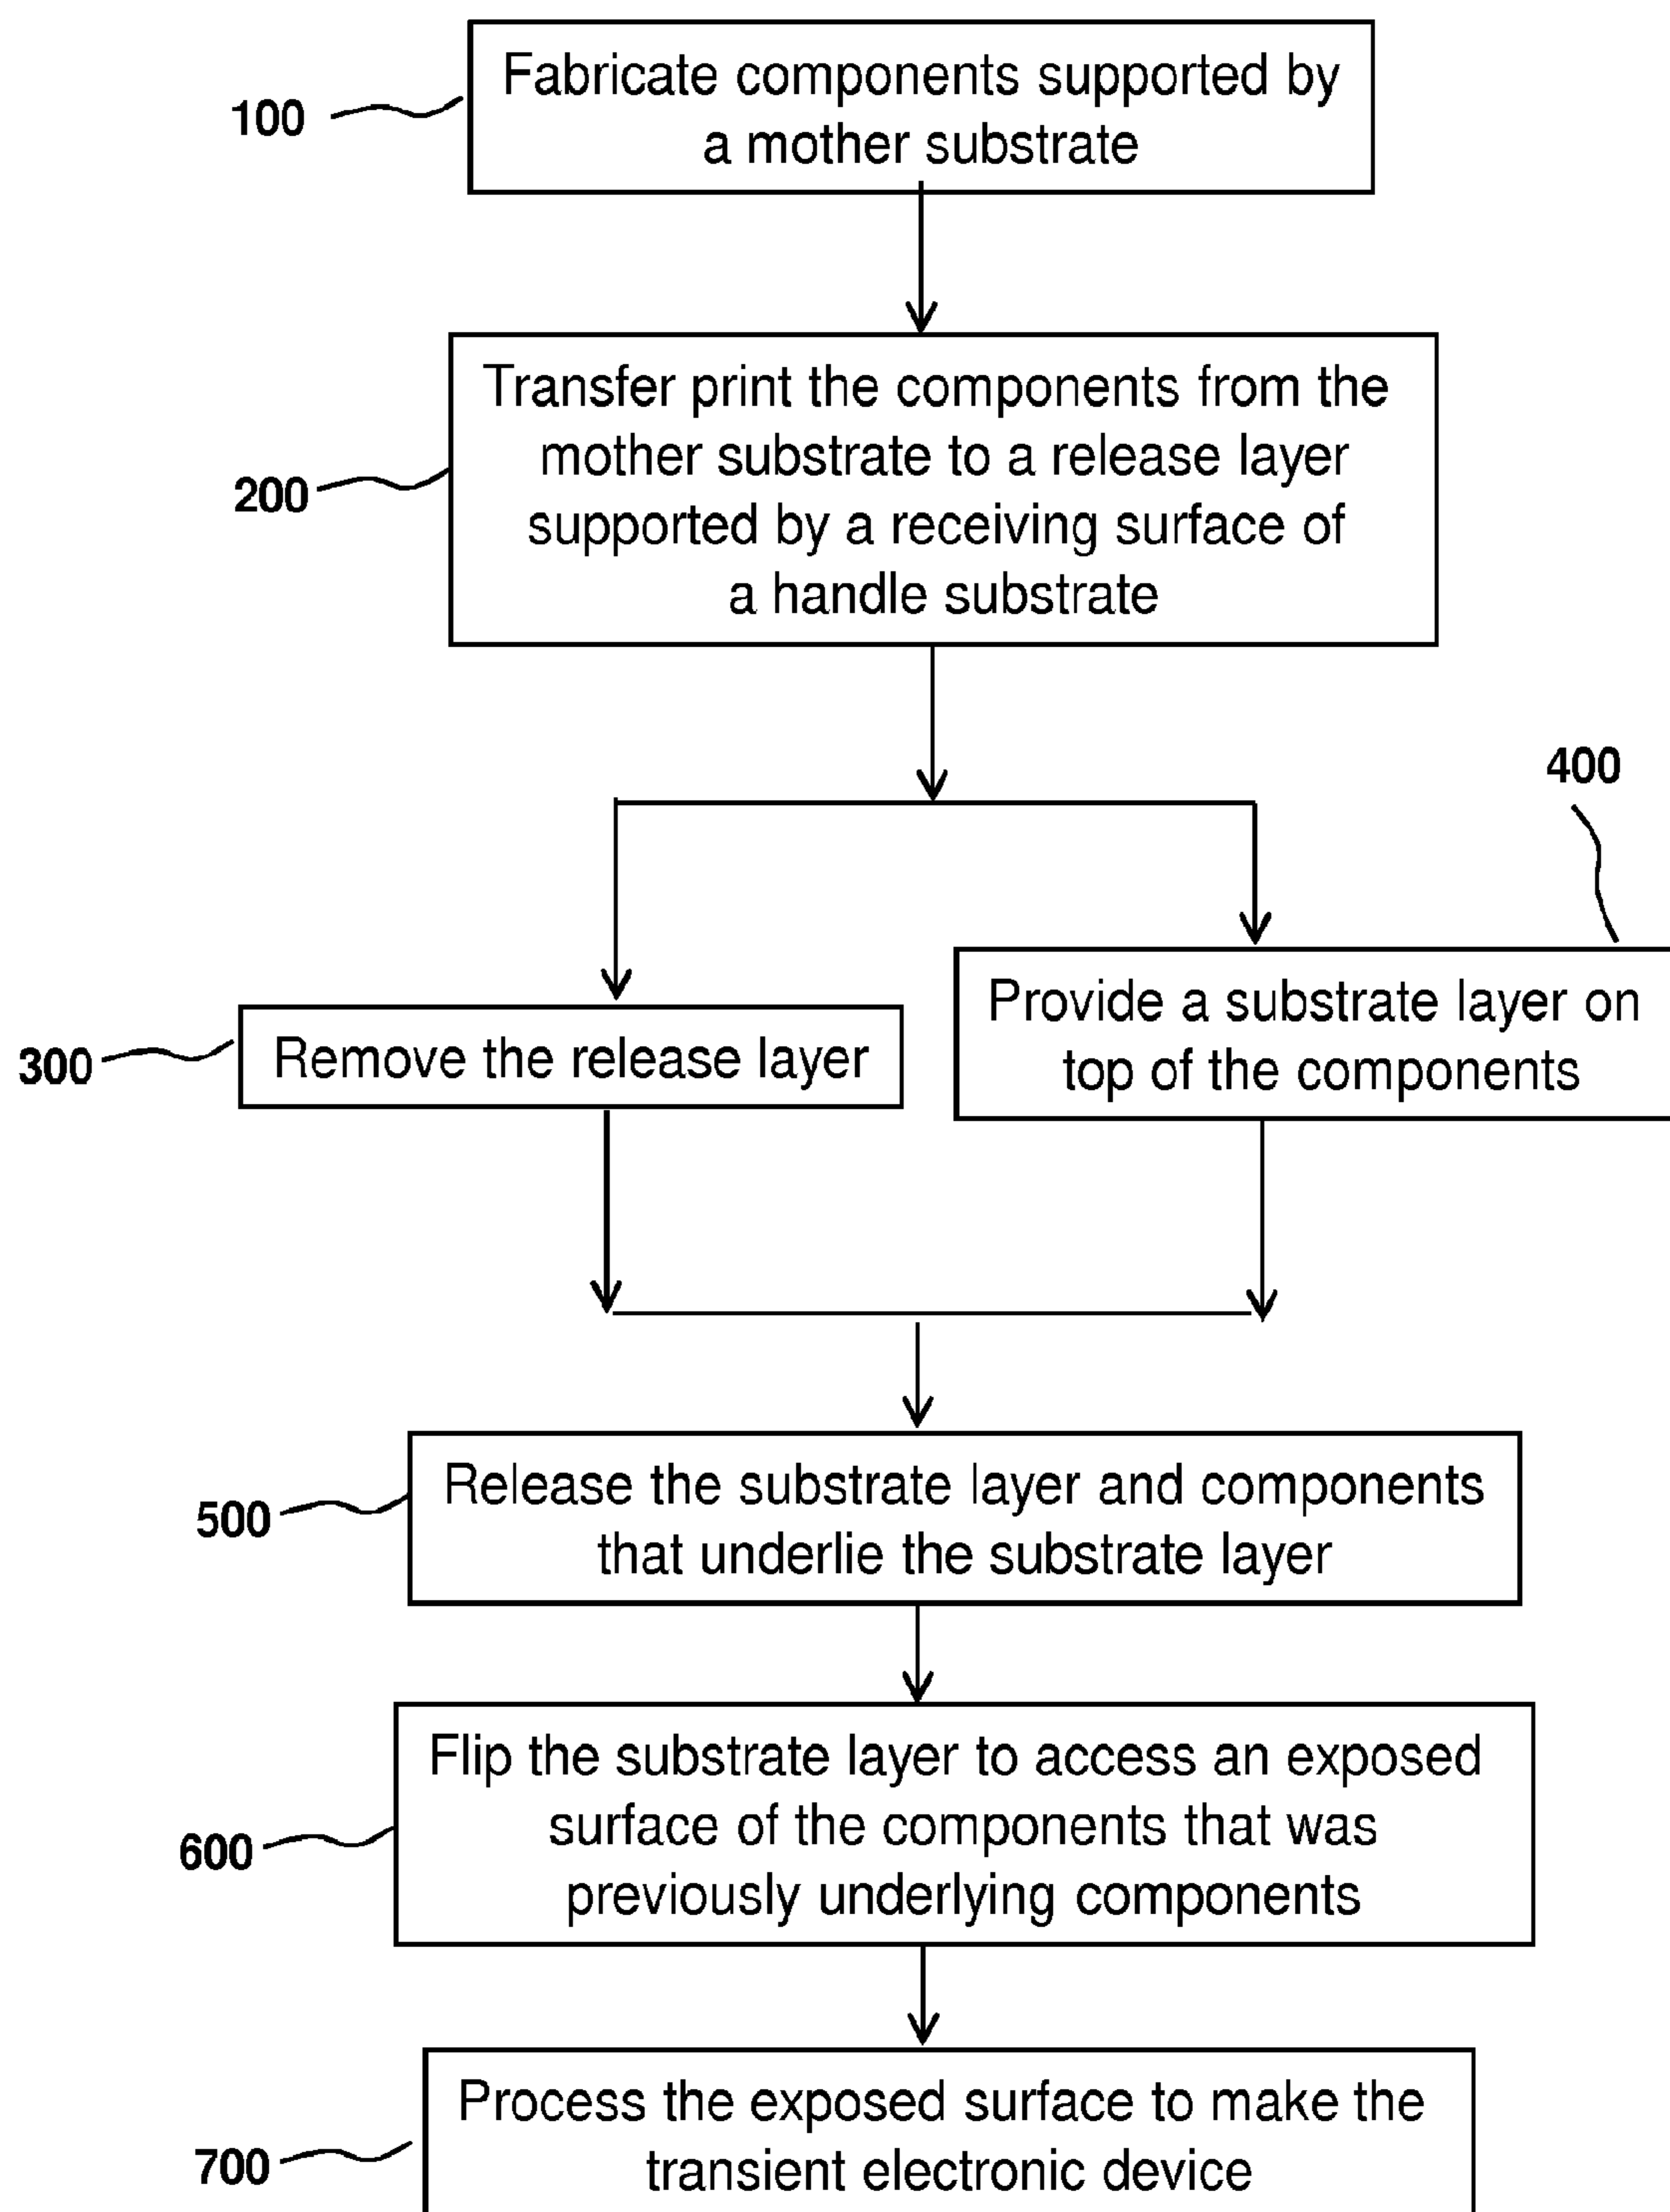 100
Fabricate components supported by
a mother substrate
200
Transfer print the components from the
mother substrate to a release layer
supported by a receiving surface of
a handle substrate
400
300
Remove the release layer
Provide a substrate layer on
top of the components
500
Release the substrate layer and components
that underlie the substrate layer
600
Flip the substrate layer to access an exposed
surface of the components that was
previously underlying components
700
Process the exposed surface to make the
transient electronic device